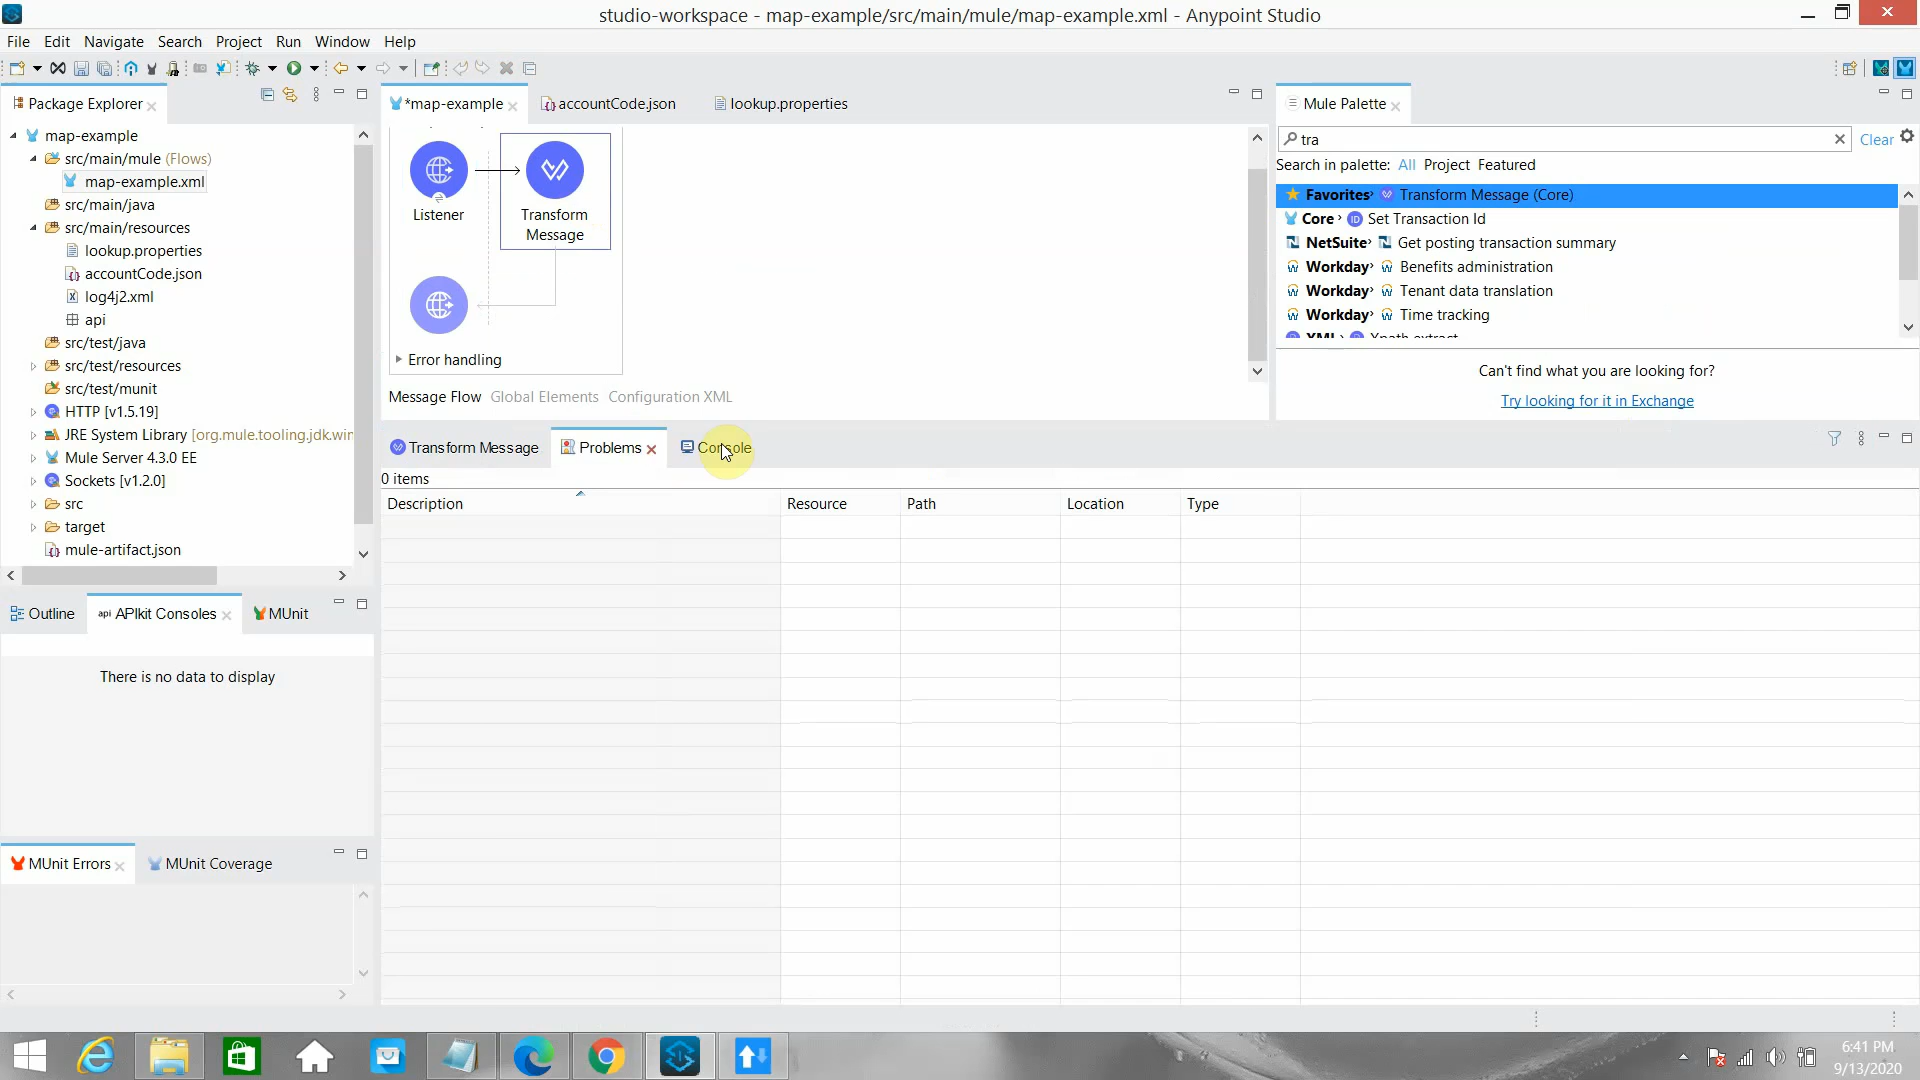 studio-workspace - map-example/src/main/mule/map-example.xml - Anypoint Studio
File Edit Navigate Search Project Run Window Help
Package Explorer
map-example
src/main/mule (Flows)
map-example.xml
src/main/java
src/main/resources
lookup.properties
accountCode.json
log4j2.xml
api
src/test/java
src/test/resources
src/test/munit
HTTP [v1.5.19]
JRE System Library [org.mule.tooling.jdk.win
Mule Server 4.3.0 EE
Sockets [v1.2.0]
src
target
mule-artifact.json
Outline
api APIkit Consoles
MUnit
There is no data to display
MUnit Errors
MUnit Coverage
*map-example
accountCode.json
lookup.properties
Listener
Transform
Message
Error handling
Message Flow Global Elements Configuration XML
Mule Palette
tra
Clear
Search in palette: All Project Featured
Favorites Transform Message (Core)
Core ID Set Transaction Id
NetSuite Get posting transaction summary
Workday Benefits administration
Workday Tenant data translation
Workday Time tracking
XML Xpath extract
Can't find what you are looking for?
Try looking for it in Exchange
Transform Message
Problems
Console
0 items
Description Resource Path Location Type
6:41 PM
9/13/2020